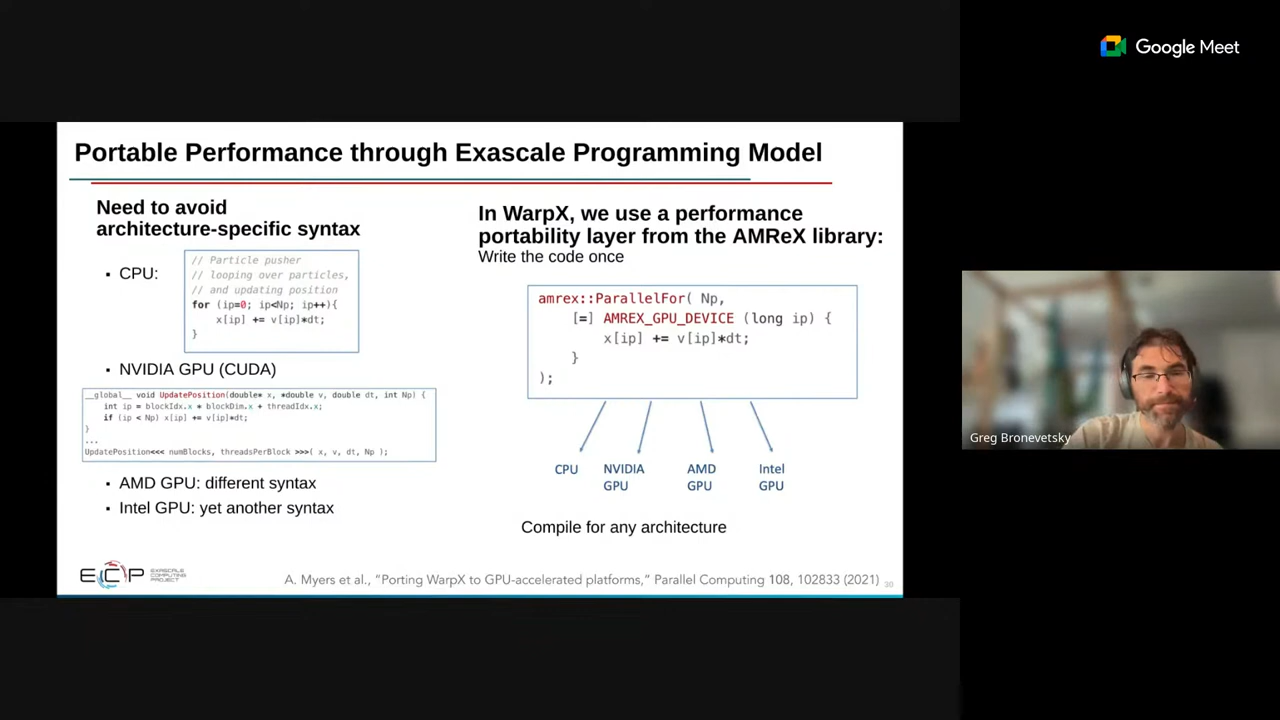 Google Meet
Portable Performance through Exascale Programming Model
Need to avoid
architecture-specific syntax
▪ CPU:
// Particle pusher
// looping over particles,
// and updating position
for (ip=0; ip<Np; ip++){
x[ip] += v[ip]*dt;
}
▪ NVIDIA GPU (CUDA)
__global__ void UpdatePosition(double* x, *double v, double dt, int Np) {
int ip = blockIdx.x + blockDim.x + threadIdx.x;
if (ip < Np) x[ip] += v[ip]*dt;
}
...
UpdatePosition<<< numBlocks, threadsPerBlock >>>( x, v, dt, Np );
▪ AMD GPU: different syntax
▪ Intel GPU: yet another syntax
In WarpX, we use a performance
portability layer from the AMReX library:
Write the code once
amrex::ParallelFor( Np,
[=] AMREX_GPU_DEVICE (long ip) {
x[ip] += v[ip]*dt;
}
);
CPU NVIDIA GPU AMD GPU Intel GPU
Compile for any architecture
ECP EXASCALE COMPUTING PROJECT
A. Myers et al., “Porting WarpX to GPU-accelerated platforms,” Parallel Computing 108, 102833 (2021)
30
Greg Bronevetsky